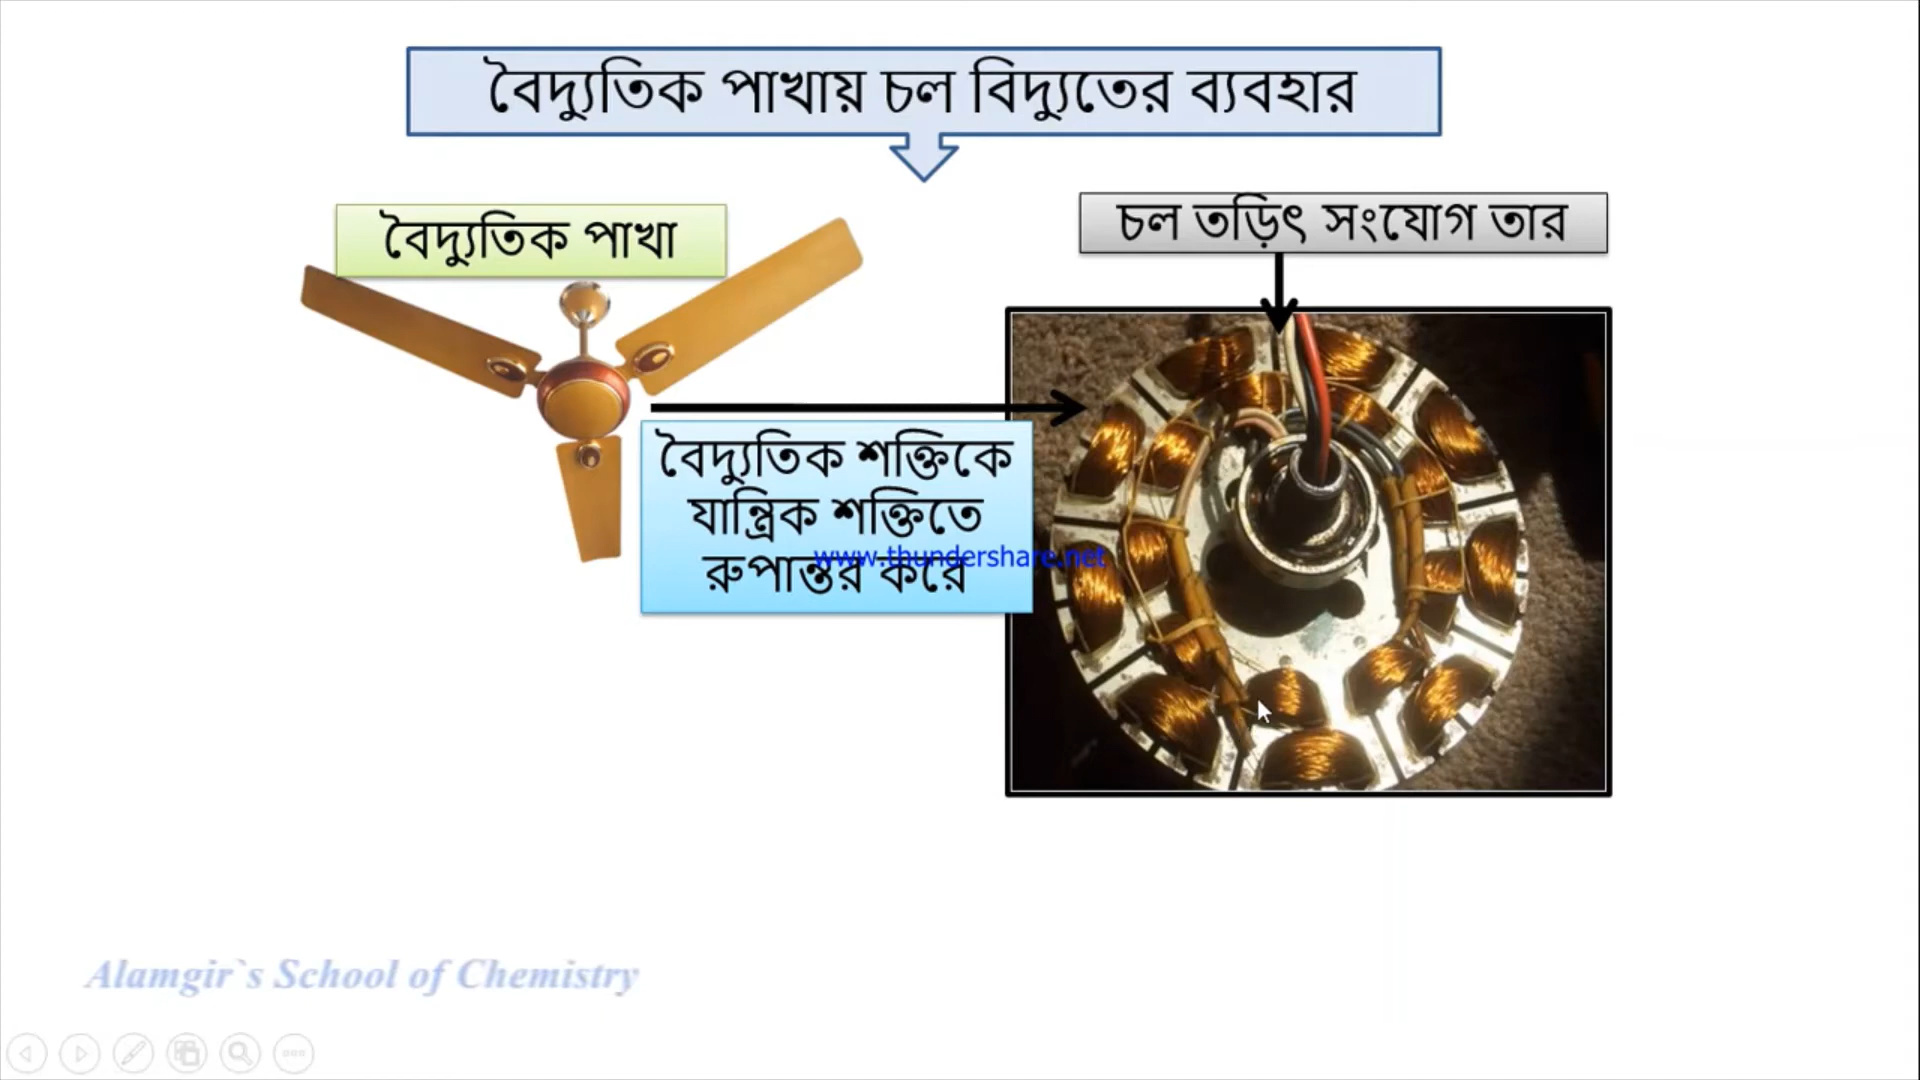 বৈদ্যুতিক পাখায় চল বিদ্যুতের ব্যবহার
বৈদ্যুতিক পাখা
চল তড়িৎ সংযোগ তার
বৈদ্যুতিক শক্তিকে
যান্ত্রিক শক্তিতে
রুপান্তর করে
www.thundershare.net
Alamgir`s School of Chemistry